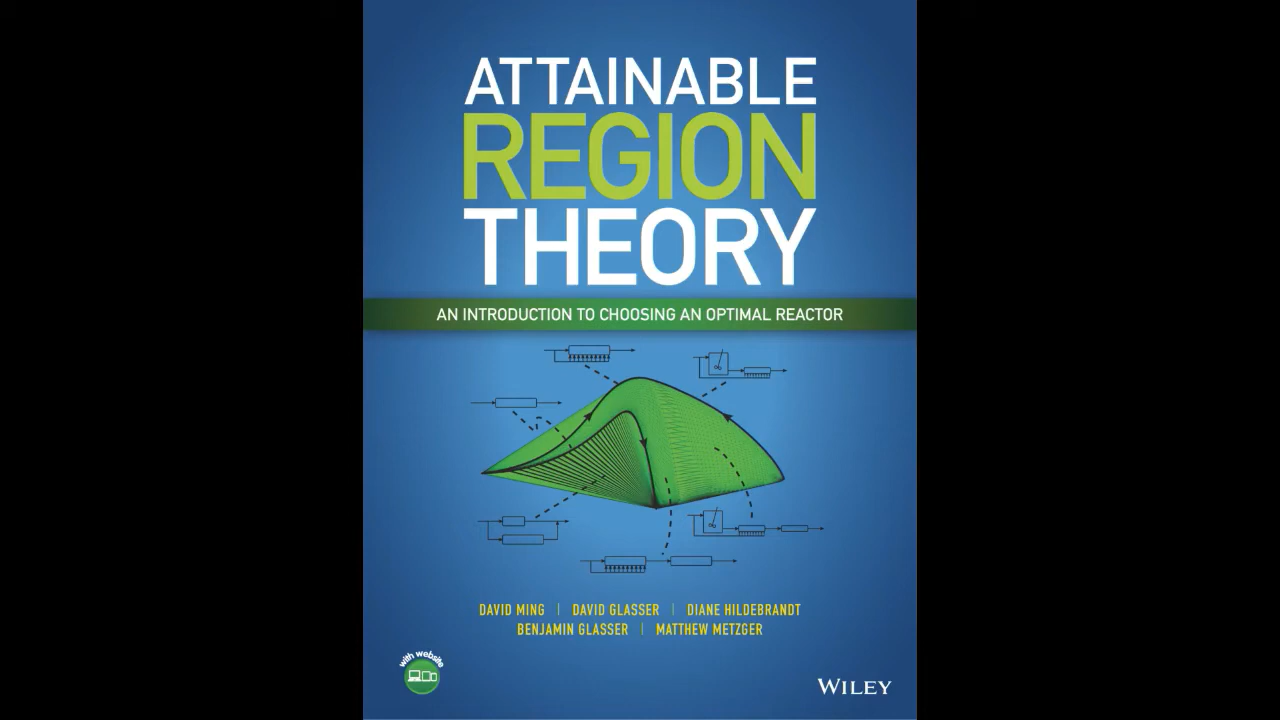 ATTAINABLE
REGION
THEORY
AN INTRODUCTION TO CHOOSING AN OPTIMAL REACTOR
DAVID MING | DAVID GLASSER | DIANE HILDEBRANDT
BENJAMIN GLASSER | MATTHEW METZGER
with website
WILEY